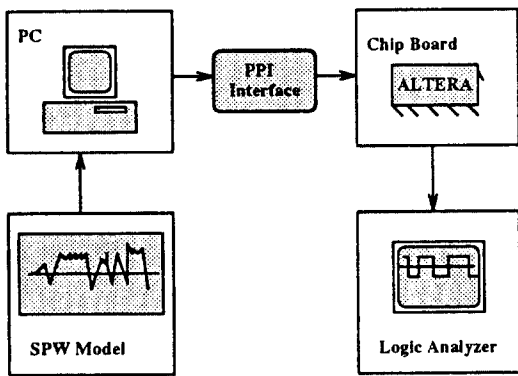 PC
PPI
Interface
Chip Board
ALTERA
SPW Model
Logic Analyzer